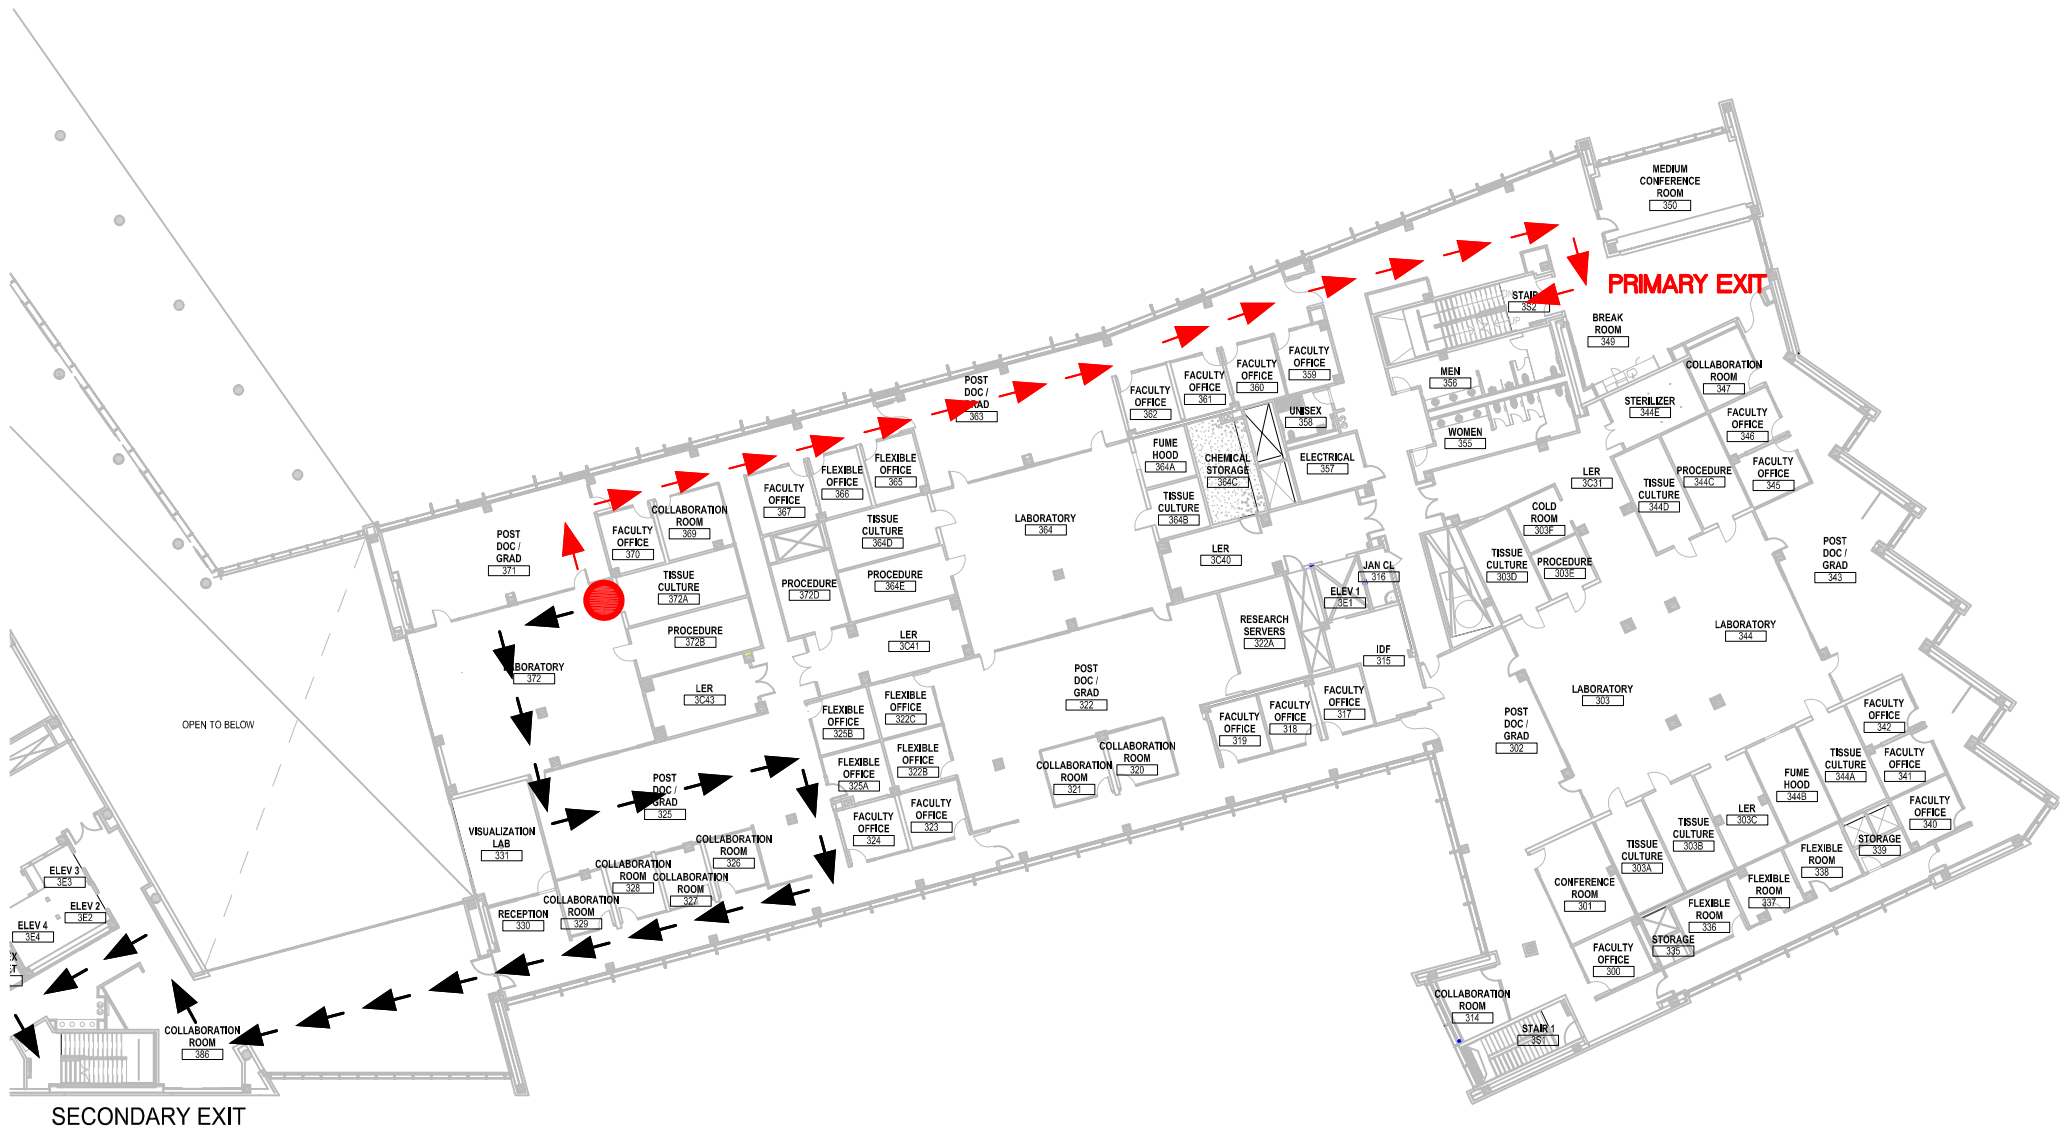 MEDIUM
CONFERENCE
ROOM
350
PRIMARY EXIT
STAIR
3S2
UP
BREAK
ROOM
349
COLLABORATION
ROOM
347
MEN
356
STERILIZER
344E
FACULTY
OFFICE
346
WOMEN
355
FACULTY
OFFICE
345
PROCEDURE
344C
LER
3C31
TISSUE
CULTURE
344D
FACULTY
OFFICE
359
FACULTY
OFFICE
360
FACULTY
OFFICE
361
FACULTY
OFFICE
362
POST
DOC /
GRAD
363
UNISEX
358
ELECTRICAL
357
FUME
HOOD
364A
CHEMICAL
STORAGE
364C
TISSUE
CULTURE
364B
FLEXIBLE
OFFICE
365
FLEXIBLE
OFFICE
366
FACULTY
OFFICE
367
COLLABORATION
ROOM
369
FACULTY
OFFICE
370
POST
DOC /
GRAD
371
TISSUE
CULTURE
364D
LABORATORY
364
LER
3C40
PROCEDURE
364E
PROCEDURE
372D
TISSUE
CULTURE
372A
PROCEDURE
372B
LER
3C41
LER
3C43
LABORATORY
372
COLD
ROOM
303F
PROCEDURE
303E
TISSUE
CULTURE
303D
POST
DOC /
GRAD
343
JAN CL
316
ELEV 1
3E1
RESEARCH
SERVERS
322A
IDF
315
LABORATORY
344
LABORATORY
303
POST
DOC /
GRAD
302
POST
DOC /
GRAD
322
FACULTY
OFFICE
317
FACULTY
OFFICE
318
FACULTY
OFFICE
319
FLEXIBLE
OFFICE
322C
FLEXIBLE
OFFICE
325B
FLEXIBLE
OFFICE
322B
FLEXIBLE
OFFICE
325A
COLLABORATION
ROOM
320
COLLABORATION
ROOM
321
FACULTY
OFFICE
323
FACULTY
OFFICE
324
POST
DOC /
GRAD
325
OPEN TO BELOW
VISUALIZATION
LAB
331
COLLABORATION
ROOM
326
COLLABORATION
ROOM
327
COLLABORATION
ROOM
328
COLLABORATION
ROOM
329
RECEPTION
330
FACULTY
OFFICE
342
FACULTY
OFFICE
341
FACULTY
OFFICE
340
TISSUE
CULTURE
344A
FUME
HOOD
344B
LER
303C
TISSUE
CULTURE
303B
TISSUE
CULTURE
303A
STORAGE
339
FLEXIBLE
ROOM
338
FLEXIBLE
ROOM
337
FLEXIBLE
ROOM
336
STORAGE
335
CONFERENCE
ROOM
301
FACULTY
OFFICE
300
COLLABORATION
ROOM
314
STAIR 1
3S1
ELEV 3
3E3
ELEV 2
3E2
ELEV 4
3E4
COLLABORATION
ROOM
386
SECONDARY EXIT